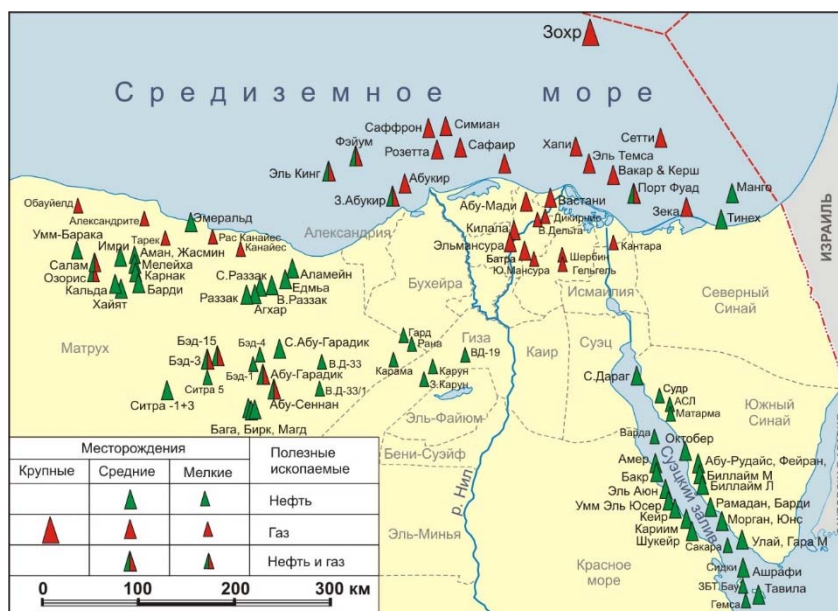 Зохр
Средиземное море
Саффрон
Симиан
Розетта
Сафаир
Хапи
Сетти
Эль Темса
Вакар & Керш
Фэйум
Эль Кинг
Абукир
З.Абукир
Порт Фуад
Манго
Тинех
Зека
ИЗРАИЛЬ
Обауйелд
Александрите
Эмеральд
Тарек
Рас Канайес
Канайес
Умм-Барака
Имри
Аман, Жасмин
Мелейха
Салам
Озорис
Карнак
Кальда
Барди
Хайят
Александрия
Абу-Мади
Вастани
Дикирнис
В.Дельта
Килала
Эльмансура
Батра
Ю.Мансура
Шербин
Гельгель
Кантара
С.Раззак
Аламейн
Едмьа
Раззак
В.Раззак
Агхар
Бухейра
Исмаилия
Северный
Синай
Матрух
Бэд-15
Бэд-4
С.Абу-Гарадик
Бэд-3
Бэд-1
Абу-Гарадик
В.Д-33
Ситра 5
Ситра -1+3
В.Д-33/1
Абу-Сеннан
Бага, Бирк, Магд
Гард
Рана
Карама
Гиза
ВД-19
Карун
З.Карун
Каир
Суэц
С.Дараг
Судр
АСЛ
Матарма
Южный
Синай
Эль-Файюм
Бени-Суэйф
Эль-Минья
р. Нил
Красное
море
Суэцкий залив
Варда
Октобер
Амер
Бакр
Абу-Рудайс, Фейран,
Биллайм М
Биллайм Л
Эль Аюн
Умм Эль Юсер
Рамадан, Барди
Кейр
Морган, Юнс
Кариим
Шукейр
Сакара
Улай, Гара М
Сидки
Ашрафи
ЗБТ.Бау
Тавила
Гемса
Месторождения
Полезные
ископаемые
Крупные
Средние
Мелкие
Нефть
Газ
Нефть и газ
0 100 200 300 км